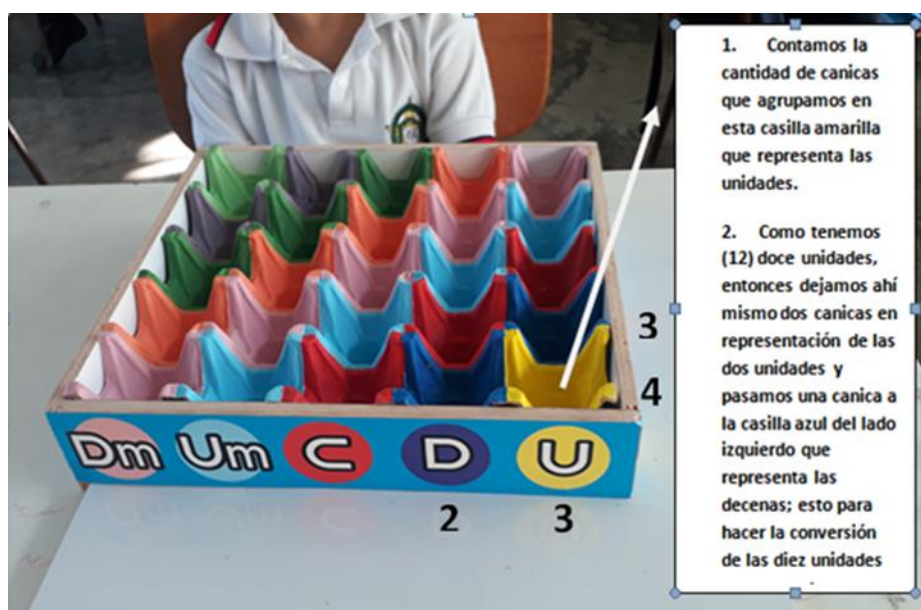 1. Contamos la
cantidad de canicas
que agrupamos en
esta casilla amarilla
que representa las
unidades.
2. Como tenemos
(12) doce unidades,
entonces dejamos ahí
mismo dos canicas en
representación de las
dos unidades y
pasamos una canica a
la casilla azul del lado
izquierdo que
representa las
decenas; esto para
hacer la conversión
de las diez unidades
3
4
Dm Um C D U
2 3